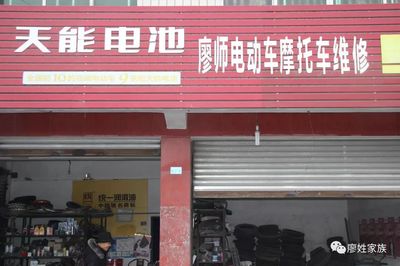 天能电池
廖师电动车摩托车维修
统一润滑油
廖姓家族